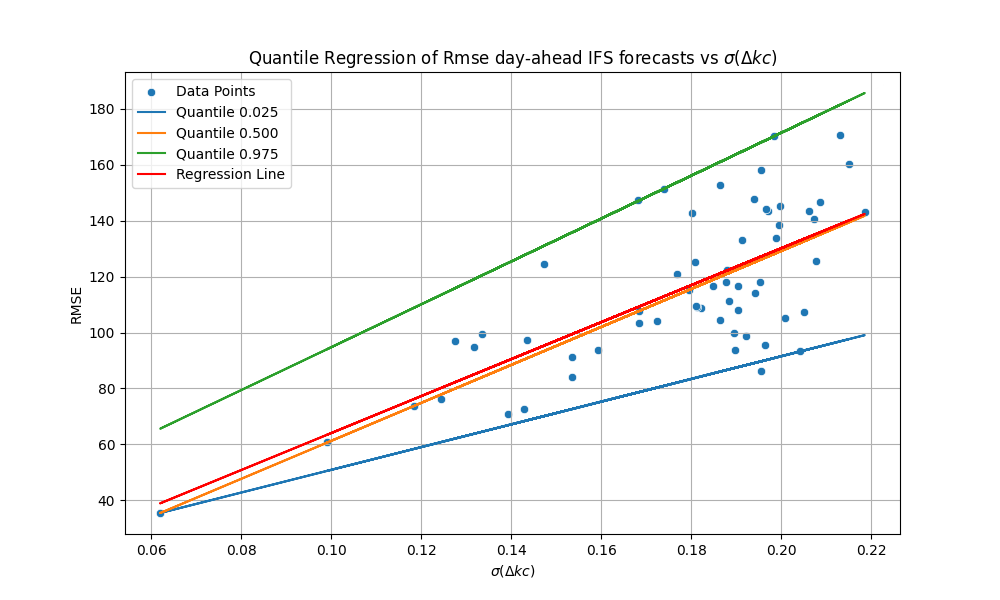 Quantile Regression of Rmse day-ahead IFS forecasts vs σ(Δkc)
Data Points
Quantile 0.025
Quantile 0.500
Quantile 0.975
Regression Line
RMSE
180
160
140
120
100
80
60
40
0.06 0.08 0.10 0.12 0.14 0.16 0.18 0.20 0.22
σ(Δkc)